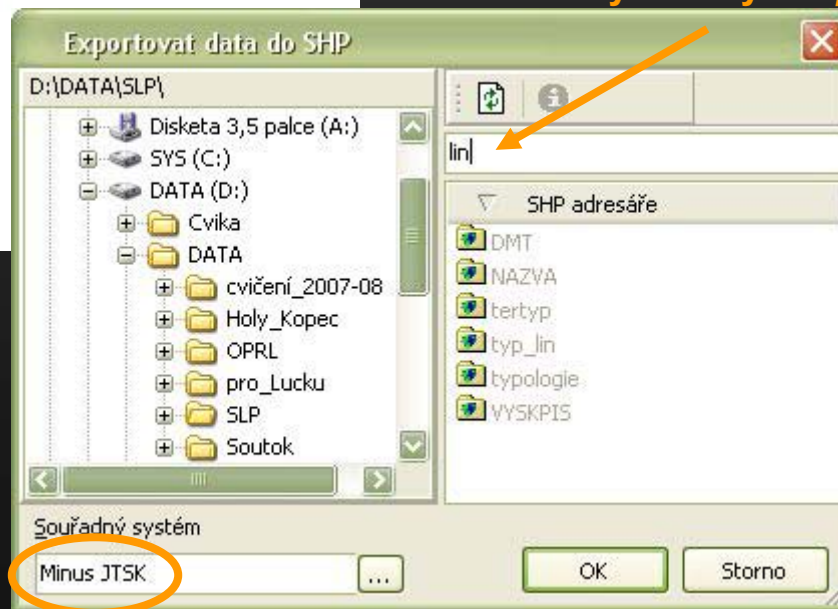 Exportovat data do SHP
D:\DATA\SLP\
Disketa 3,5 palce (A:)
SYS (C:)
DATA (D:)
Cvika
DATA
cvičení_2007-08
Holy_Kopec
OPRL
pro_Lucku
SLP
Soutok
lin
SHP adresáře
DMT
NAZVA
tertyp
typ_lin
typologie
VYSKPIS
Souřadný systém
Minus JTSK
...
OK
Storno